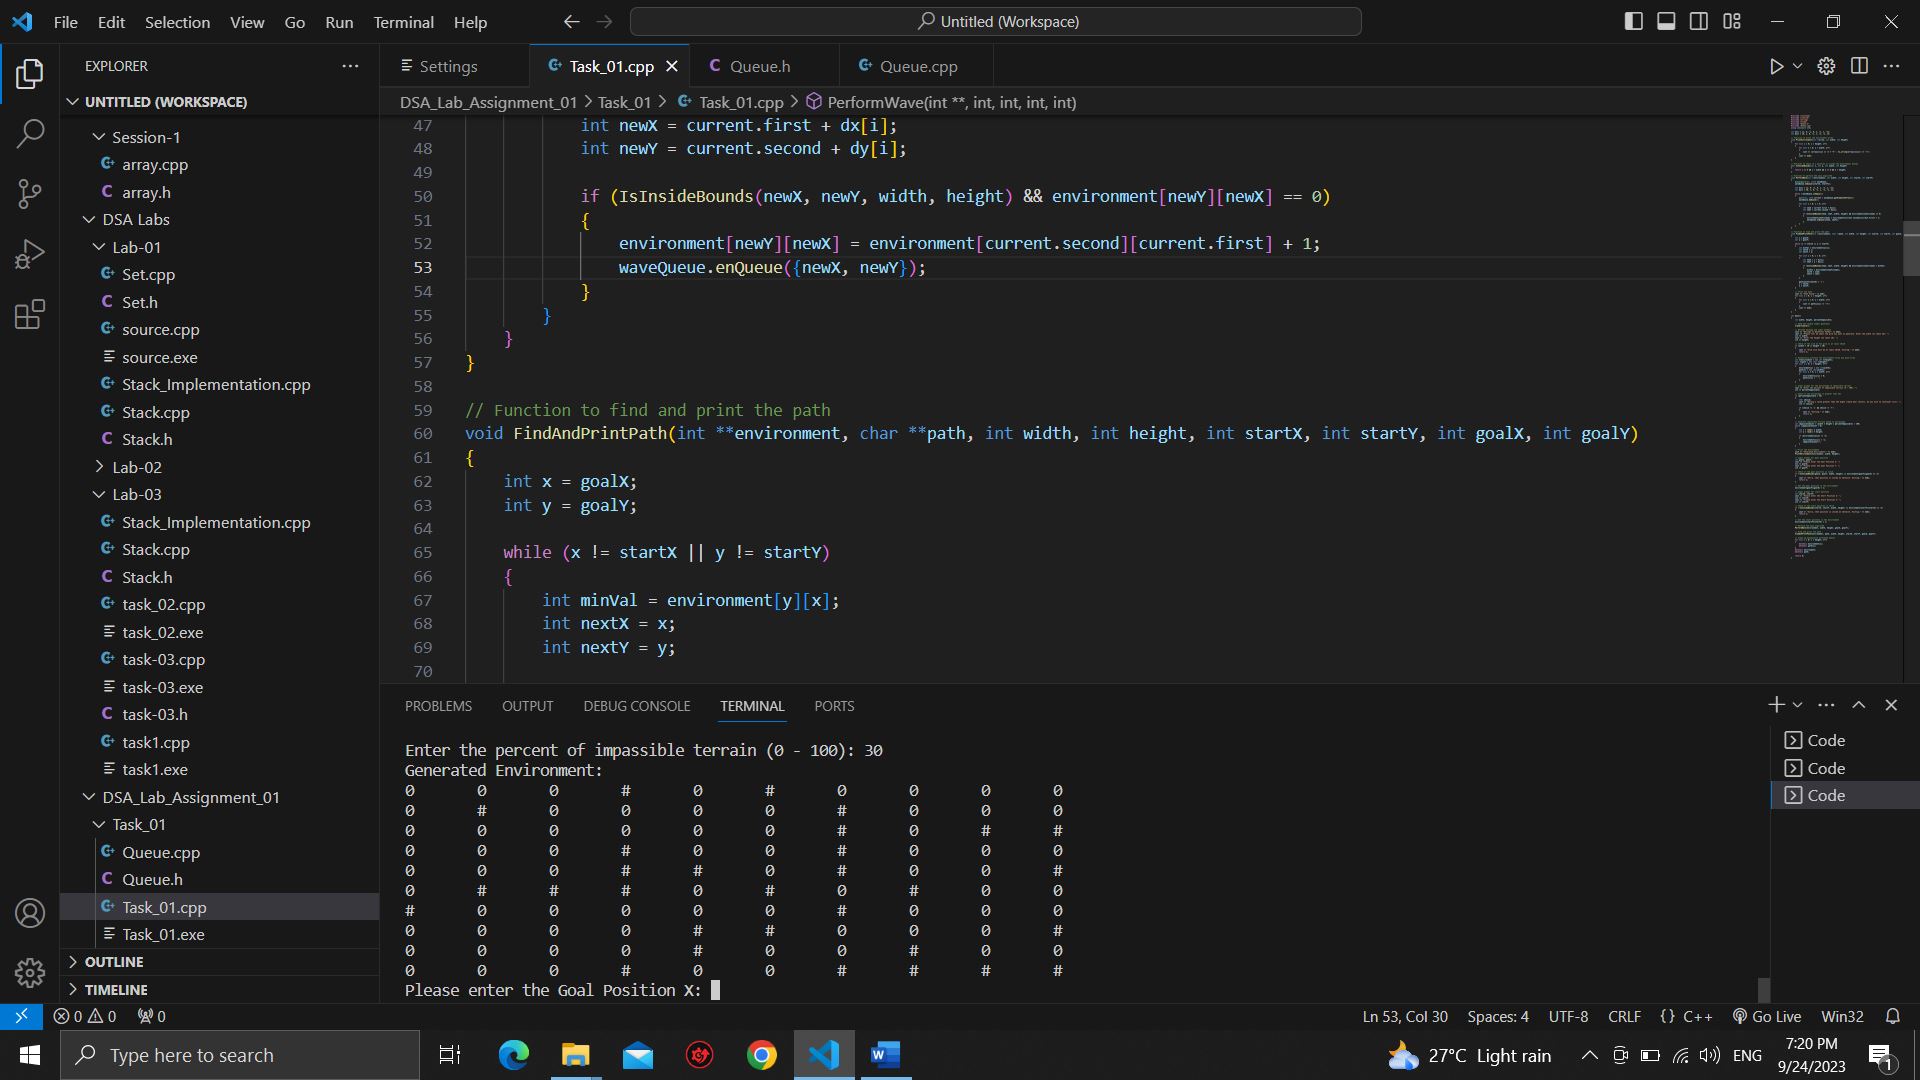 File Edit Selection View Go Run Terminal Help
Untitled (Workspace)
EXPLORER
UNTITLED (WORKSPACE)
Session-1
array.cpp
array.h
DSA Labs
Lab-01
Set.cpp
Set.h
source.cpp
source.exe
Stack_Implementation.cpp
Stack.cpp
Stack.h
Lab-02
Lab-03
Stack_Implementation.cpp
Stack.cpp
Stack.h
task_02.cpp
task_02.exe
task-03.cpp
task-03.exe
task-03.h
task1.cpp
task1.exe
DSA_Lab_Assignment_01
Task_01
Queue.cpp
Queue.h
Task_01.cpp
Task_01.exe
OUTLINE
TIMELINE
Settings Task_01.cpp Queue.h Queue.cpp
DSA_Lab_Assignment_01 > Task_01 > Task_01.cpp > PerformWave(int **, int, int, int, int)
47 int newX = current.first + dx[i];
48 int newY = current.second + dy[i];
49
50 if (IsInsideBounds(newX, newY, width, height) && environment[newY][newX] == 0)
51 {
52 environment[newY][newX] = environment[current.second][current.first] + 1;
53 waveQueue.enQueue({newX, newY});
54 }
55 }
56 }
57 }
58
59 // Function to find and print the path
60 void FindAndPrintPath(int **environment, char **path, int width, int height, int startX, int startY, int goalX, int goalY)
61 {
62 int x = goalX;
63 int y = goalY;
64
65 while (x != startX || y != startY)
66 {
67 int minVal = environment[y][x];
68 int nextX = x;
69 int nextY = y;
70
PROBLEMS OUTPUT DEBUG CONSOLE TERMINAL PORTS
Enter the percent of impassible terrain (0 - 100): 30
Generated Environment:
0 0 0 # 0 # 0 0 0 0
0 # 0 0 0 0 # 0 0 0
0 0 0 0 0 0 # 0 # #
0 0 0 # 0 0 # 0 0 0
0 0 0 # # 0 # 0 0 #
0 # # # 0 # 0 # 0 0
# 0 0 0 0 0 # 0 0 0
0 0 0 0 # # 0 0 0 #
0 0 0 0 # 0 0 # 0 0
0 0 0 # 0 0 # # # #
Please enter the Goal Position X:
Code
Code
Code
0 0 0
Ln 53, Col 30 Spaces: 4 UTF-8 CRLF {} C++ Go Live Win32
Type here to search
27°C Light rain
ENG
7:20 PM
9/24/2023
1